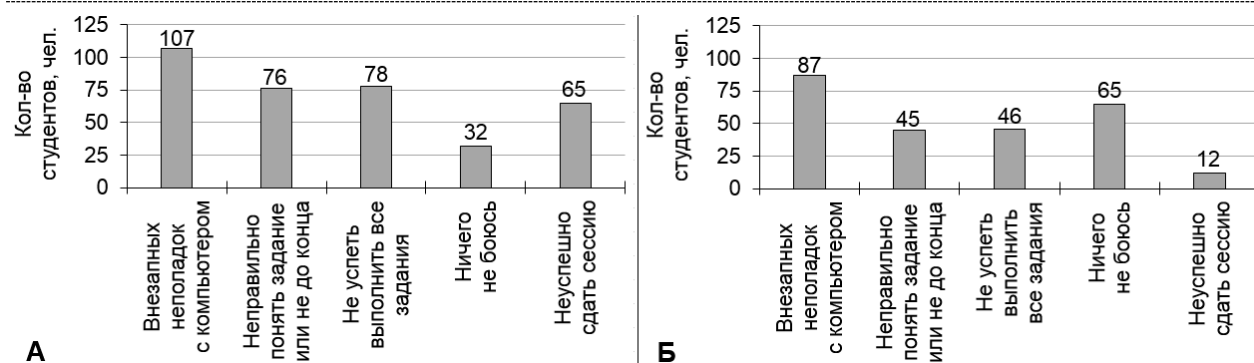 Кол-во
студентов, чел.
125
100
75
50
25
0
107
76
78
32
65
Внезапных
неполадок
с компьютером
Неправильно
понять задание
или не до конца
Не успеть
выполнить все
задания
Ничего
не боюсь
Неуспешно
сдать сессию
А
Кол-во
студентов, чел.
125
100
75
50
25
0
87
45
46
65
12
Внезапных
неполадок
с компьютером
Неправильно
понять задание
или не до конца
Не успеть
выполнить
все задания
Ничего
не боюсь
Неуспешно
сдать сессию
Б